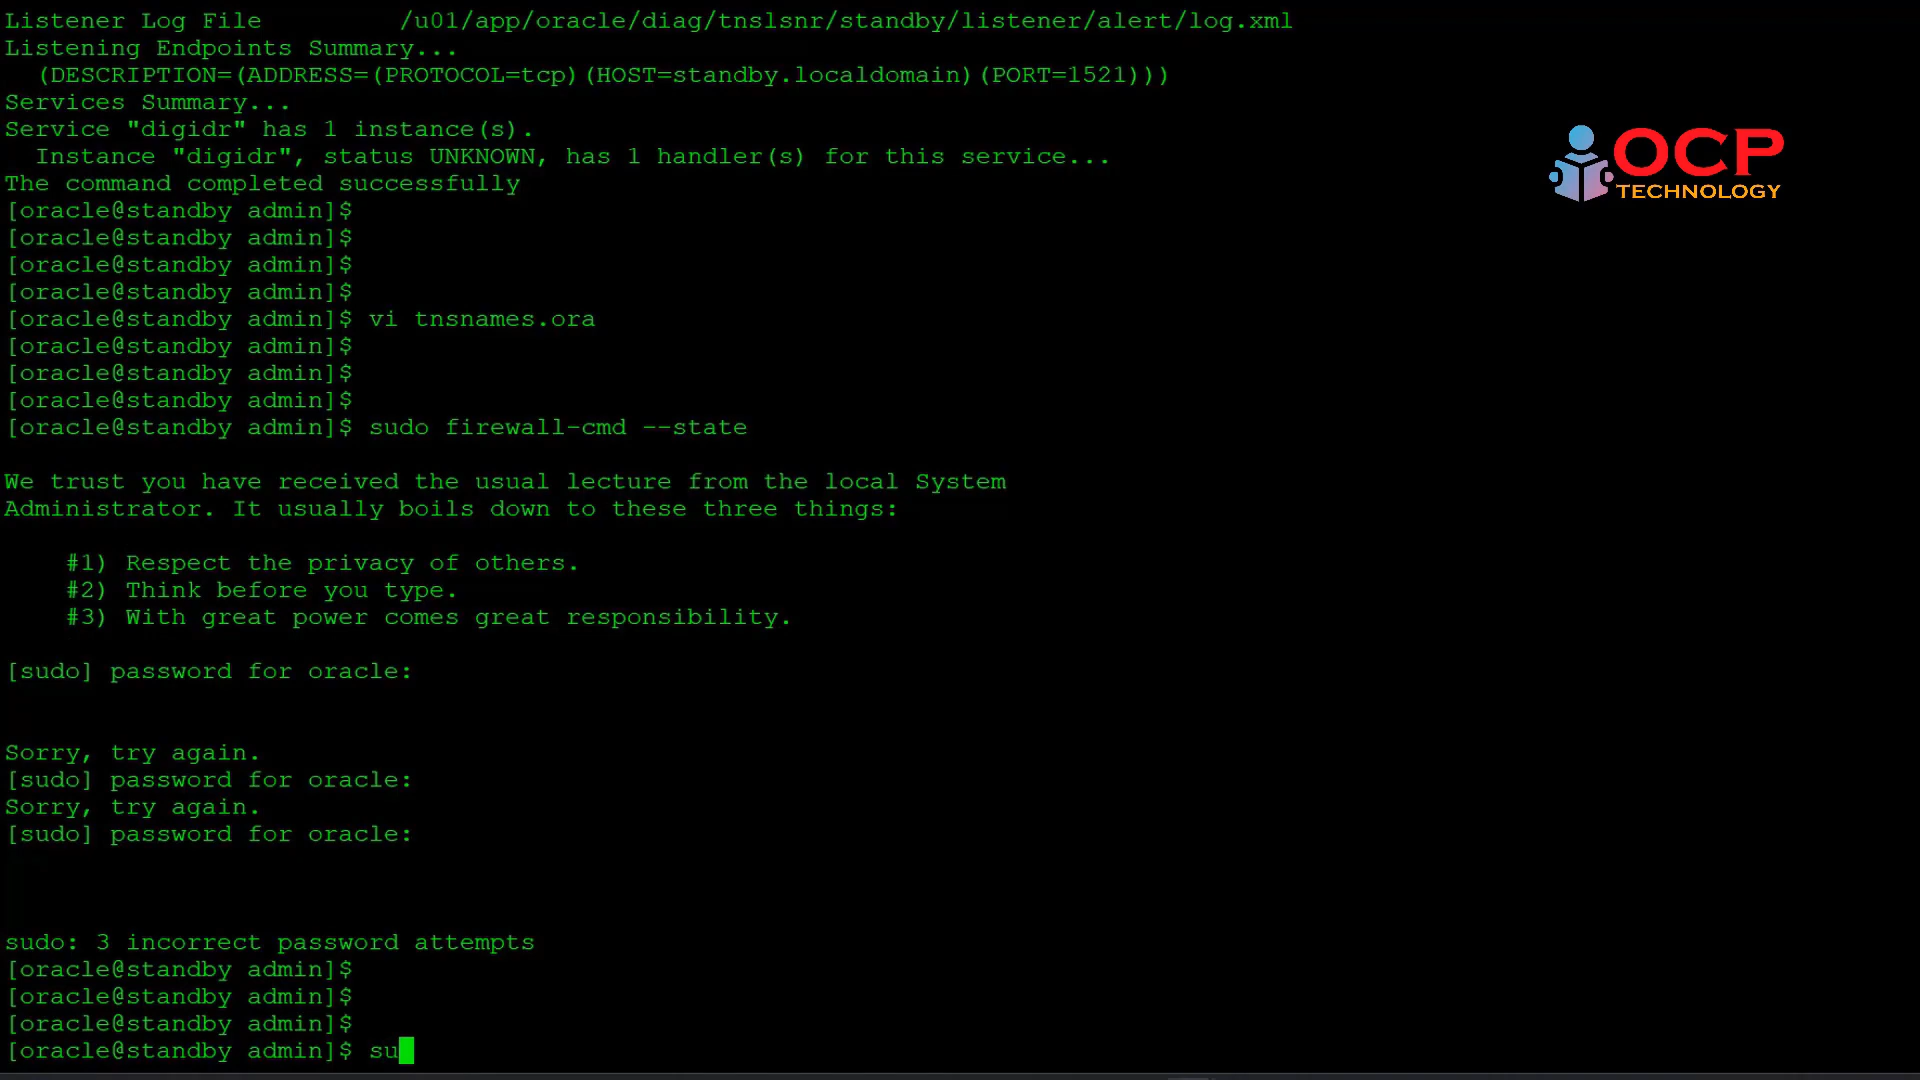 Listener Log File         /u01/app/oracle/diag/tnslsnr/standby/listener/alert/log.xml
Listening Endpoints Summary...
  (DESCRIPTION=(ADDRESS=(PROTOCOL=tcp)(HOST=standby.localdomain)(PORT=1521)))
Services Summary...
Service "digidr" has 1 instance(s).
  Instance "digidr", status UNKNOWN, has 1 handler(s) for this service...
The command completed successfully
[oracle@standby admin]$
[oracle@standby admin]$
[oracle@standby admin]$
[oracle@standby admin]$
[oracle@standby admin]$ vi tnsnames.ora
[oracle@standby admin]$
[oracle@standby admin]$
[oracle@standby admin]$
[oracle@standby admin]$ sudo firewall-cmd --state
We trust you have received the usual lecture from the local System
Administrator. It usually boils down to these three things:
    #1) Respect the privacy of others.
    #2) Think before you type.
    #3) With great power comes great responsibility.
[sudo] password for oracle:
Sorry, try again.
[sudo] password for oracle:
Sorry, try again.
[sudo] password for oracle:
sudo: 3 incorrect password attempts
[oracle@standby admin]$
[oracle@standby admin]$
[oracle@standby admin]$
[oracle@standby admin]$ su
OCP
TECHNOLOGY